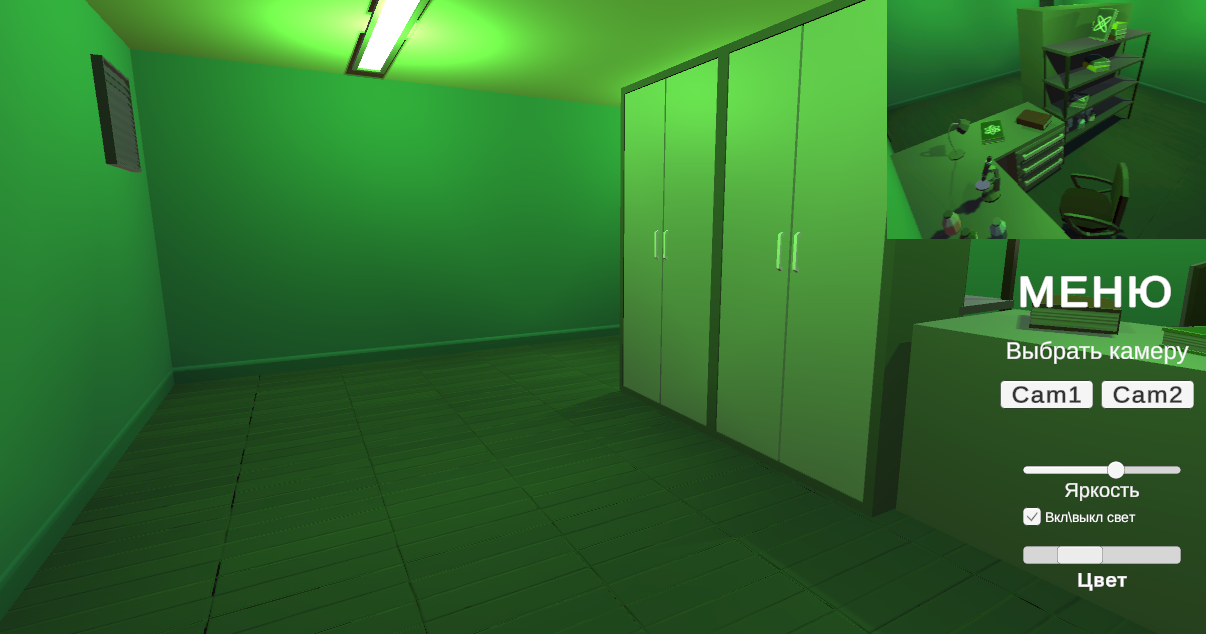 МЕНЮ
Выбрать камеру
Cam1 Cam2
Яркость
Вкл\выкл свет
Цвет